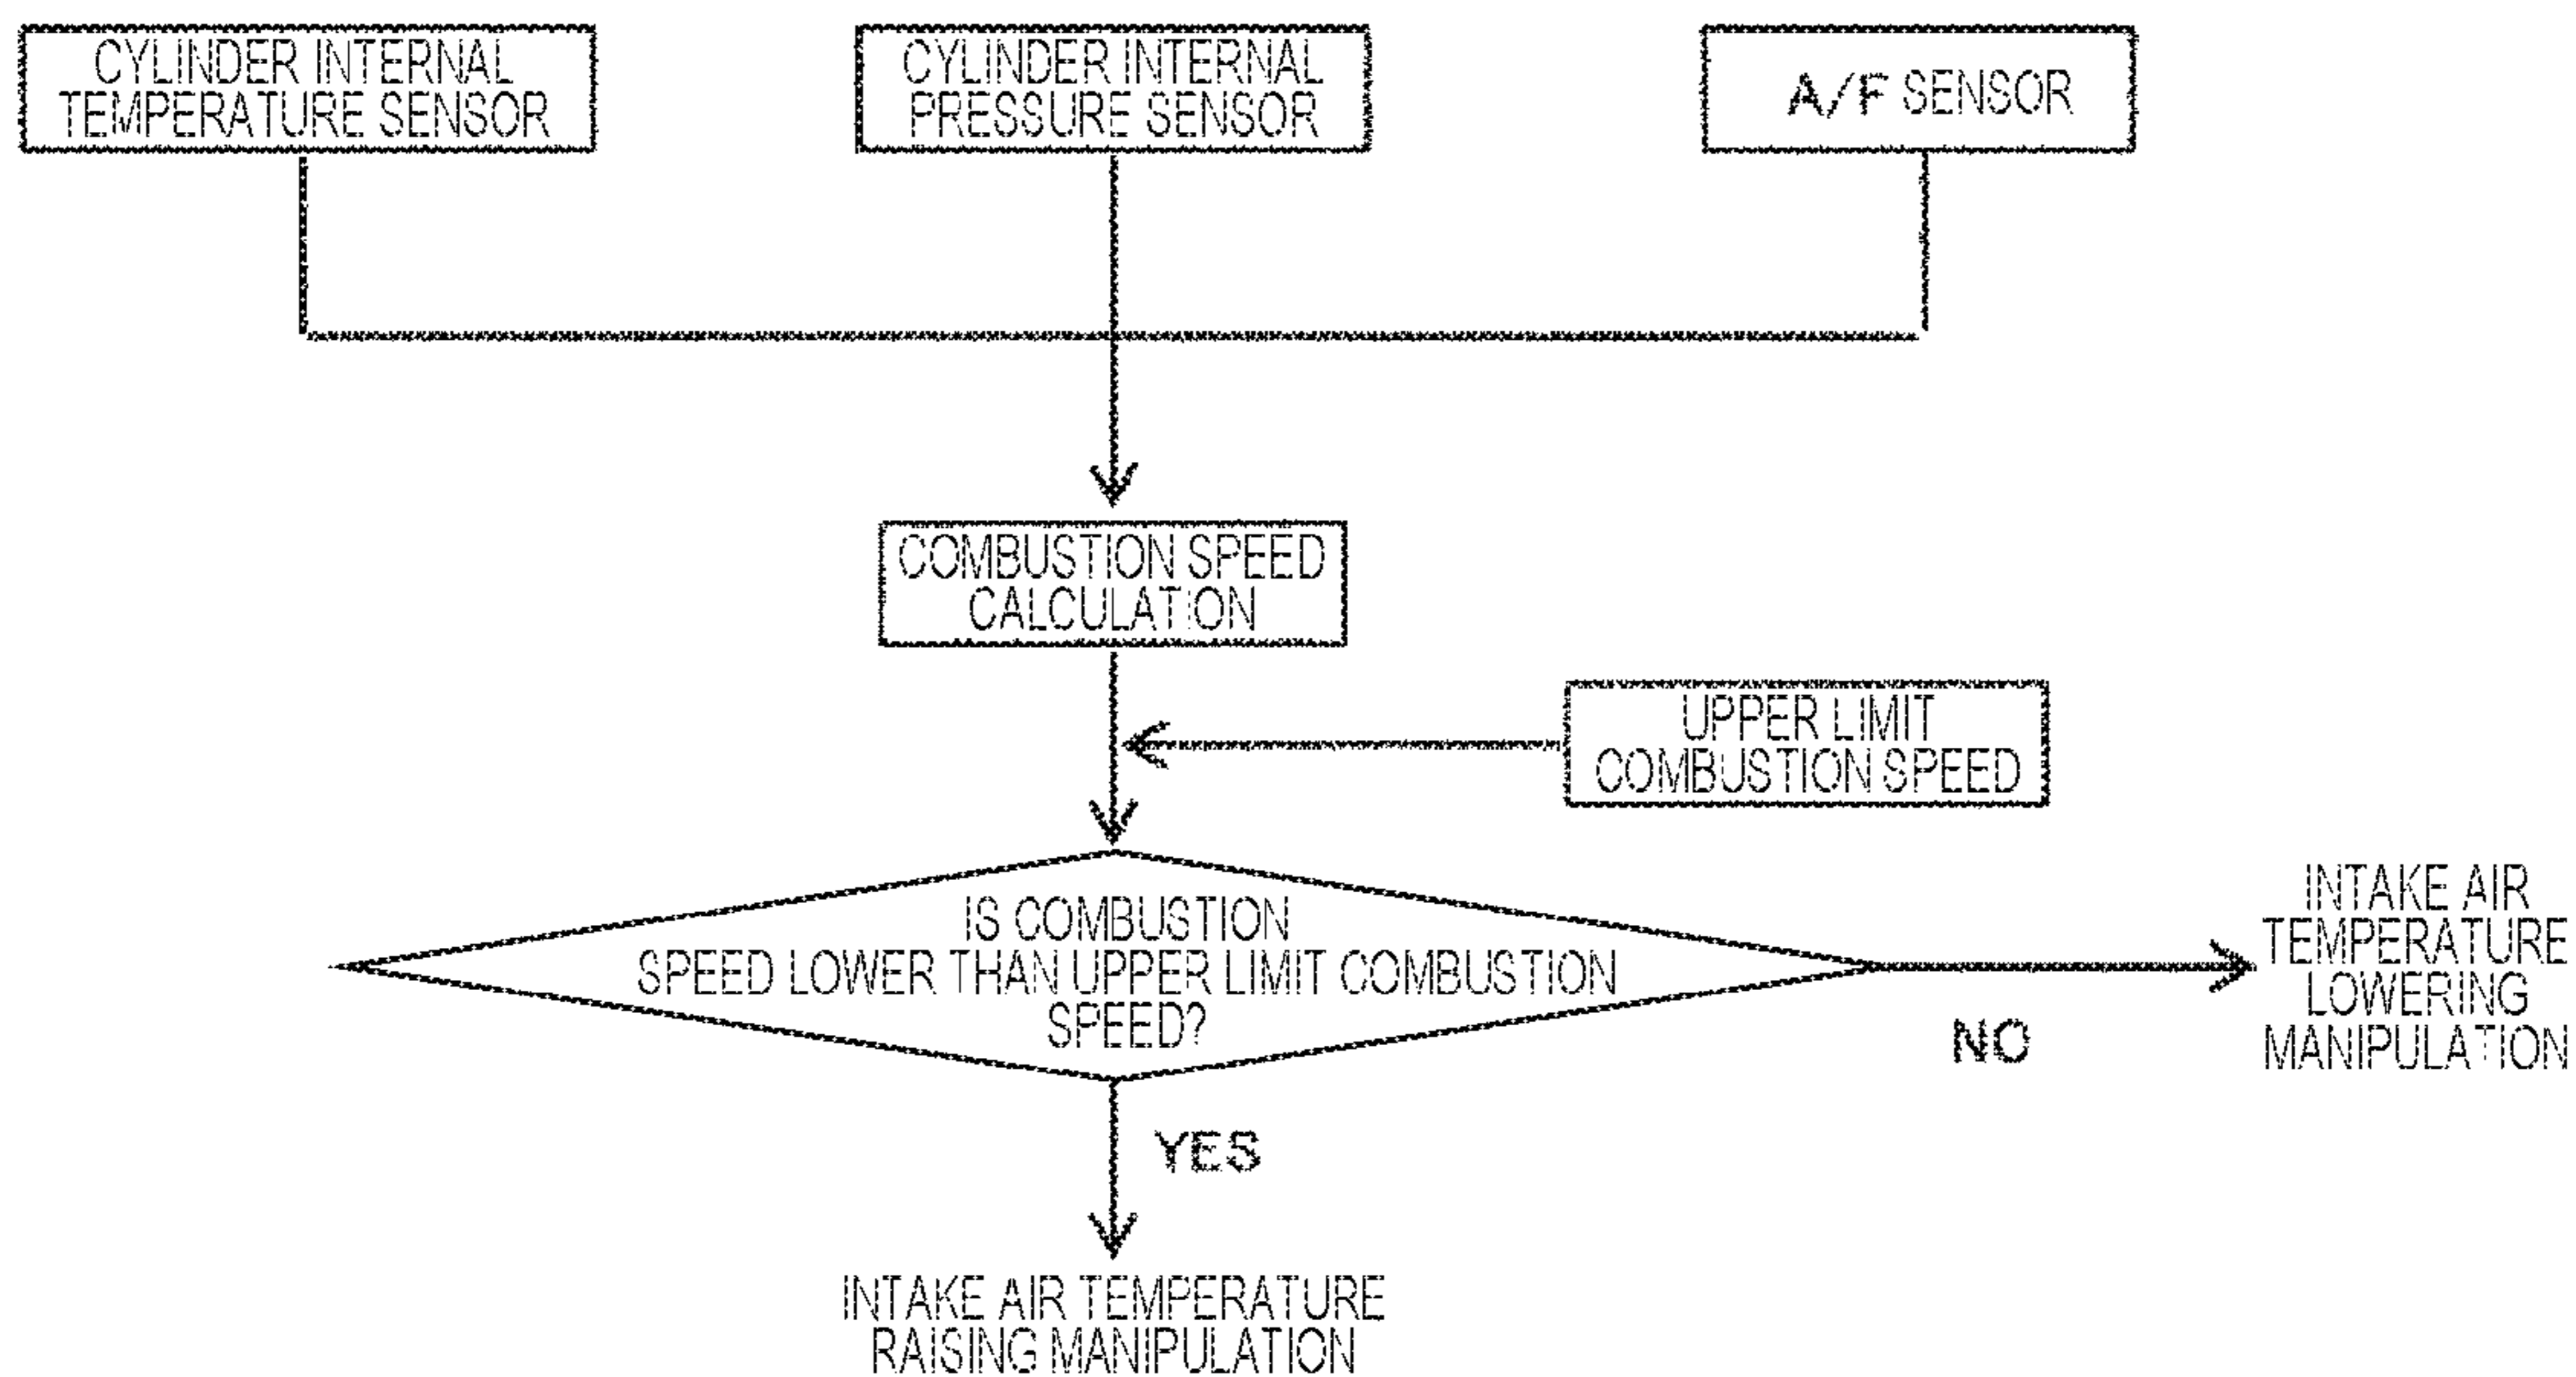 CYLINDER INTERNAL
TEMPERATURE SENSOR
CYLINDER INTERNAL
PRESSURE SENSOR
A/F SENSOR
COMBUSTION SPEED
CALCULATION
UPPER LIMIT
COMBUSTION SPEED
IS COMBUSTION
SPEED LOWER THAN UPPER LIMIT COMBUSTION
SPEED?
INTAKE AIR
TEMPERATURE
LOWERING
MANIPULATION
NO
YES
INTAKE AIR TEMPERATURE
RAISING MANIPULATION